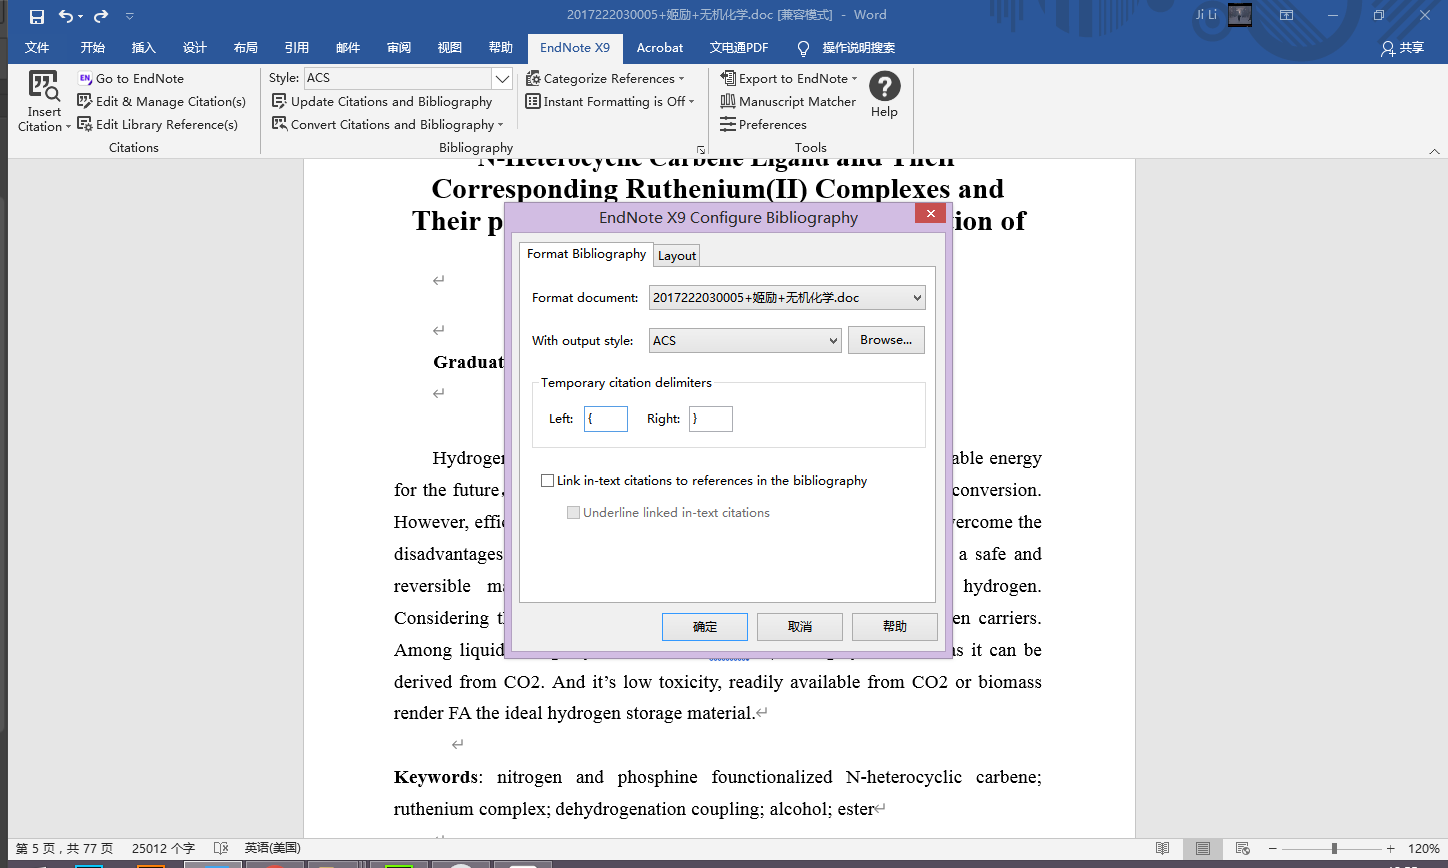 2017222030005+姬励+无机化学.doc [兼容模式] - Word
Ji Li
文件 开始 插入 设计 布局 引用 邮件 审阅 视图 帮助 EndNote X9 Acrobat 文电通PDF 操作说明搜索 共享
Insert Citation
Go to EndNote
Edit & Manage Citation(s)
Edit Library Reference(s)
Citations
Style: ACS
Update Citations and Bibliography
Convert Citations and Bibliography
Bibliography
Categorize References
Instant Formatting is Off
Export to EndNote
Manuscript Matcher
Preferences
Tools
Help
N-Heterocyclic Carbene Ligand and Their
Corresponding Ruthenium(II) Complexes and
Their p tion of
EndNote X9 Configure Bibliography
Format Bibliography Layout
Format document: 2017222030005+姬励+无机化学.doc
With output style: ACS Browse...
Temporary citation delimiters
Left: { Right: }
Link in-text citations to references in the bibliography
Underline linked in-text citations
确定 取消 帮助
Graduat
Hydrogen able energy
for the future, conversion.
However, effic vercome the
disadvantages a safe and
reversible ma hydrogen.
Considering th en carriers.
Among liquid as it can be
derived from CO2. And it’s low toxicity, readily available from CO2 or biomass
render FA the ideal hydrogen storage material.
Keywords: nitrogen and phosphine founctionalized N-heterocyclic carbene;
ruthenium complex; dehydrogenation coupling; alcohol; ester
第 5 页，共 77 页 25012 个字 英语(美国) 120%